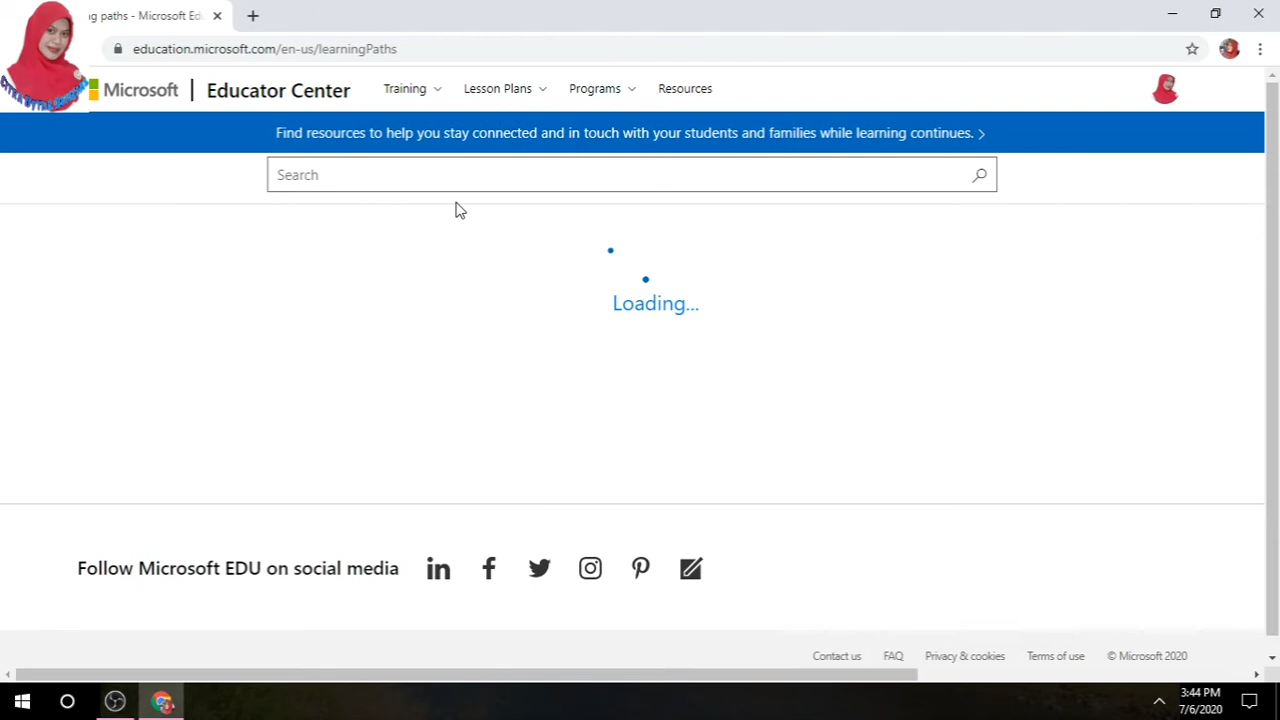 ng paths - Microsoft Edu
education.microsoft.com/en-us/learningPaths
Microsoft | Educator Center
Training
Lesson Plans
Programs
Resources
Find resources to help you stay connected and in touch with your students and families while learning continues. >
Search
Loading...
Follow Microsoft EDU on social media
Contact us
FAQ
Privacy & cookies
Terms of use
© Microsoft 2020
3:44 PM
7/6/2020